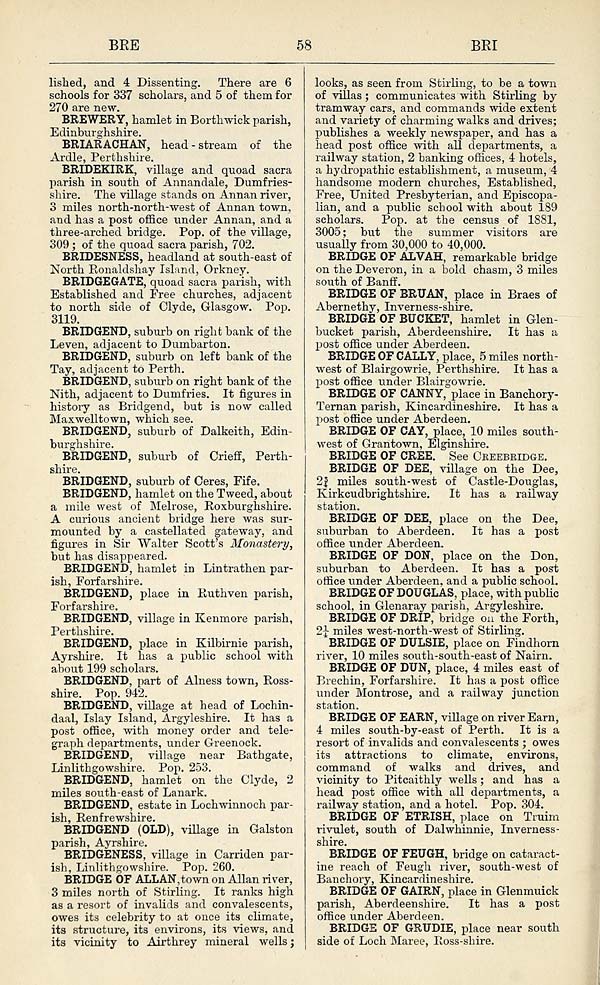 BRE 58 BRI
lished, and 4 Dissenting. There are 6
schools for 337 scholars, and 5 of them for
270 are new.
BREWERY, hamlet in Borthwick parish,
Edinburghshire.
BRIARACHAN, head-stream of the
Ardle, Perthshire.
BRIDEKIRK, village and quoad sacra
parish in south of Annandale, Dumfries-
shire. The village stands on Annan river,
3 miles north-north-west of Annan town,
and has a post office under Annan, and a
three-arched bridge. Pop. of the village,
309; of the quoad sacra parish, 702.
BRIDESNESS, headland at south-east of
North Ronaldshay Island, Orkney.
BRIDGEGATE, quoad sacra parish, with
Established and Free churches, adjacent
to north side of Clyde, Glasgow. Pop.
3119.
BRIDGEND, suburb on right bank of the
Leven, adjacent to Dumbarton.
BRIDGEND, suburb on left bank of the
Tay, adjacent to Perth.
BRIDGEND, suburb on right bank of the
Nith, adjacent to Dumfries. It figures in
history as Bridgend, but is now called
Maxwelltown, which see.
BRIDGEND, suburb of Dalkeith, Edin-
burghshire.
BRIDGEND, suburb of Crieff, Perth-
shire.
BRIDGEND, suburb of Ceres, Fife.
BRIDGEND, hamlet on the Tweed, about
a mile west of Melrose, Roxburghshire.
A curious ancient bridge here was sur-
mounted by a castellated gateway, and
figures in Sir Walter Scott's Monastery,
but has disappeared.
BRIDGEND, hamlet in Lintrathen par-
ish, Forfarshire.
BRIDGEND, place in Ruthven parish,
Forfarshire.
BRIDGEND, village in Kenmore parish,
Perthshire.
BRIDGEND, place in Kilbirnie parish,
Ayrshire. It has a public school with
about 199 scholars.
BRIDGEND, part of Alness town, Ross-
shire. Pop. 942.
BRIDGEND, village at head of Lochin-
daal, Islay Island, Argyleshire. It has a
post office, with money order and tele-
graph departments, under Greenock.
BRIDGEND, village near Bathgate,
Linlithgowshire. Pop. 253.
BRIDGEND, hamlet on the Clyde, 2
miles south-east of Lanark.
BRIDGEND, estate in Lochwinnoch par-
ish, Renfrewshire.
BRIDGEND (OLD), village in Galston
parish, Ayrshire.
BRIDGENESS, village in Carriden par-
ish, Linlithgowshire. Pop. 260.
BRIDGE OF ALLAN, town on Allan river,
3 miles north of Stirling. It ranks high
as a resort of invalids and convalescents,
owes its celebrity to at once its climate,
its structure, its environs, its views, and
its vicinity to Airthrey mineral wells;
looks, as seen from Stirling, to be a town
of villas; communicates with Stirling by
tramway cars, and commands wide extent
and variety of charming walks and drives;
publishes a weekly newspaper, and has a
head post office with all departments, a
railway station, 2 banking offices, 4 hotels,
a hydropathic establishment, a museum, 4
handsome modern churches, Established,
Free, United Presbyterian, and Episcopa-
lian, and a public school with about 189
scholars. Pop. at the census of 1881,
3005; but the summer visitors are
usually from 30,000 to 40,000.
BRIDGE OF ALVAH, remarkable bridge
on the Deveron, in a bold chasm, 3 miles
south of Banff.
BRIDGE OF BRUAN, place in Braes of
Abernethy, Inverness-shire.
BRIDGE OF BUCKET, hamlet in Glen-
bucket parish, Aberdeenshire. It has a
post office under Aberdeen.
BRIDGE OF CALLY, place, 5 miles north-
west of Blairgowrie, Perthshire. It has a
post office under Blairgowrie.
BRIDGE OF CANNY, place in Banchory-
Ternan parish, Kincardineshire. It has a
post office under Aberdeen.
BRIDGE OF CAY, place, 10 miles south-
west of Grantown, Elginshire.
BRIDGE OF CREE. See CREEBRIDGE.
BRIDGE OF DEE, village on the Dee,
2¾ miles south-west of Castle-Douglas,
Kirkcudbrightshire. It has a railway
station.
BRIDGE OF DEE, place on the Dee,
suburban to Aberdeen. It has a post
office under Aberdeen.
BRIDGE OF DON, place on the Don,
suburban to Aberdeen. It has a post
office under Aberdeen, and a public school.
BRIDGE OF DOUGLAS, place, with public
school, in Glenaray parish, Argyleshire.
BRIDGE OF DRIP, bridge on the Forth,
2¼ miles west-north-west of Stirling.
BRIDGE OF DULSIE, place on Findhorn
river, 10 miles south-south-east of Nairn.
BRIDGE OF DUN, place, 4 miles east of
Brechin, Forfarshire. It has a post office
under Montrose, and a railway junction
station.
BRIDGE OF EARN, village on river Earn,
4 miles south-by-east of Perth. It is a
resort of invalids and convalescents; owes
its attractions to climate, environs,
command of walks and drives, and
vicinity to Pitcaithly wells; and has a
head post office with all departments, a
railway station, and a hotel. Pop. 304.
BRIDGE OF ETRISH, place on Truim
rivulet, south of Dalwhinnie, Inverness-
shire.
BRIDGE OF FEUGH, bridge on cataract-
ine reach of Feugh river, south-west of
Banchory, Kincardineshire.
BRIDGE OF GAIRN, place in Glenmuick
parish, Aberdeenshire. It has a post
office under Aberdeen.
BRIDGE OF GRUDIE, place near south
side of Loch Maree, Ross-shire.